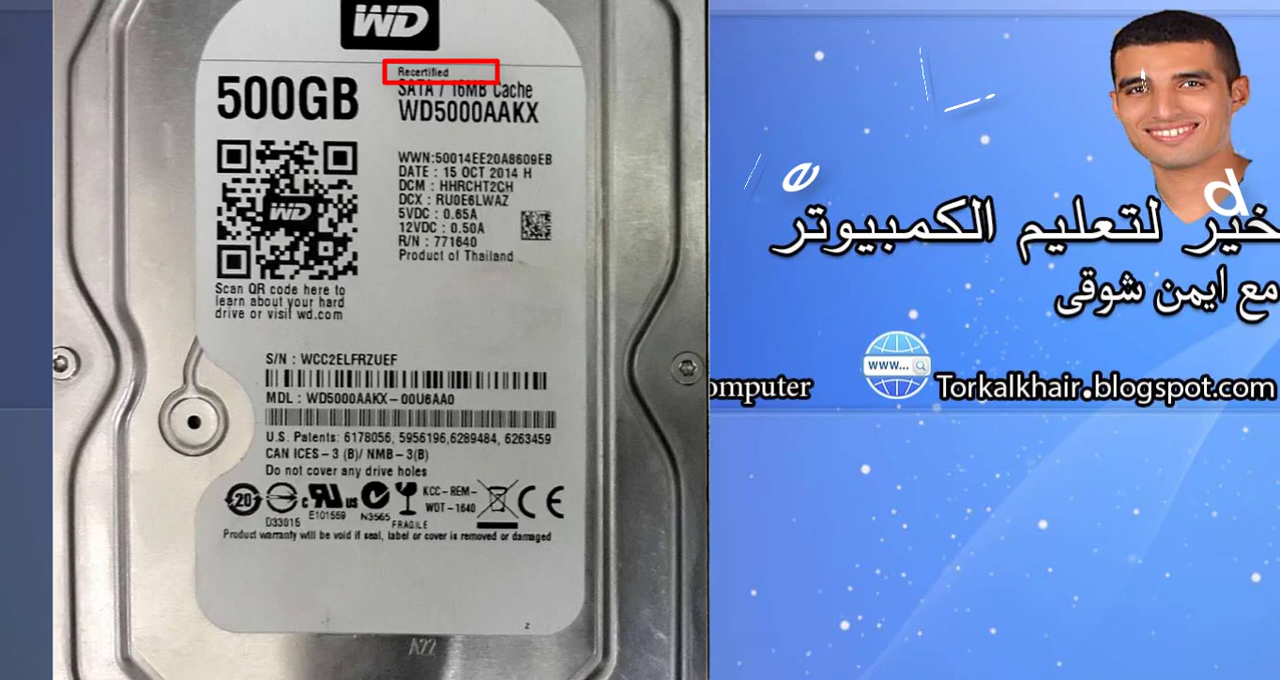 WD
Recertified
500GB
SATA / 16MB Cache
WD5000AAKX
WWN:50014EE20A8609EB
DATE : 15 OCT 2014 H
DCM : HHRCHT2CH
DCX : RU0E6LWAZ
5VDC : 0.65A
12VDC : 0.50A
R/N : 771640
Product of Thailand
WD
Scan QR code here to
learn about your hard
drive or visit wd.com
S/N : WCC2ELFRZUEF
MDL : WD5000AAKX-00U6AA0
U.S. Patents: 6178056, 5956196,6289484, 6263459
CAN ICES-3 (B)/ NMB-3(B)
Do not cover any drive holes
20
D33015
c US
E101559
N3565
FRAGILE
KCC-REM-
WDT-1640
CE
Product warranty will be void if seal, label or cover is removed or damaged
z
A22
e
d
خير لتعليم الكمبيوتر
مع ايمن شوقى
www...
omputer
Torkalkhair.blogspot.com